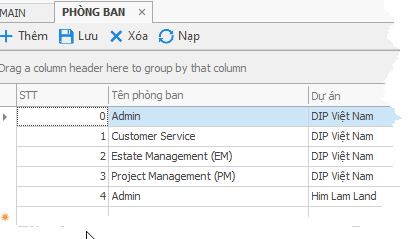 MAIN PHÒNG BAN ×
Thêm Lưu Xóa Nạp
Drag a column header here to group by that column
STT Tên phòng ban Dự án
0 Admin DIP Việt Nam
1 Customer Service DIP Việt Nam
2 Estate Management (EM) DIP Việt Nam
3 Project Management (PM) DIP Việt Nam
4 Admin Him Lam Land